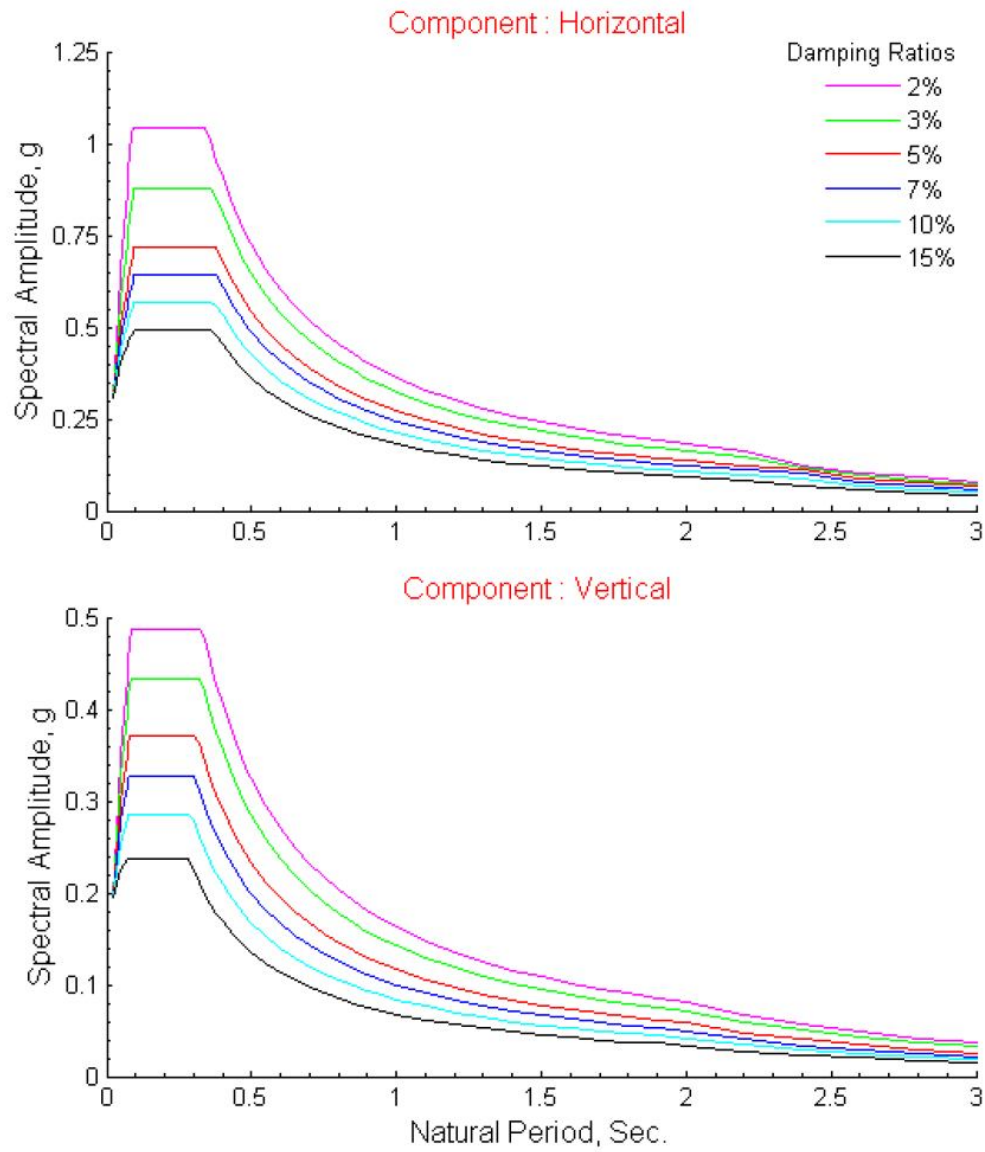 Component : Horizontal
Damping Ratios
2%
3%
5%
7%
10%
15%
Spectral Amplitude, g
1.25
1
0.75
0.5
0.25
0
0 0.5 1 1.5 2 2.5 3
Component : Vertical
Spectral Amplitude, g
0.5
0.4
0.3
0.2
0.1
0
0 0.5 1 1.5 2 2.5 3
Natural Period, Sec.